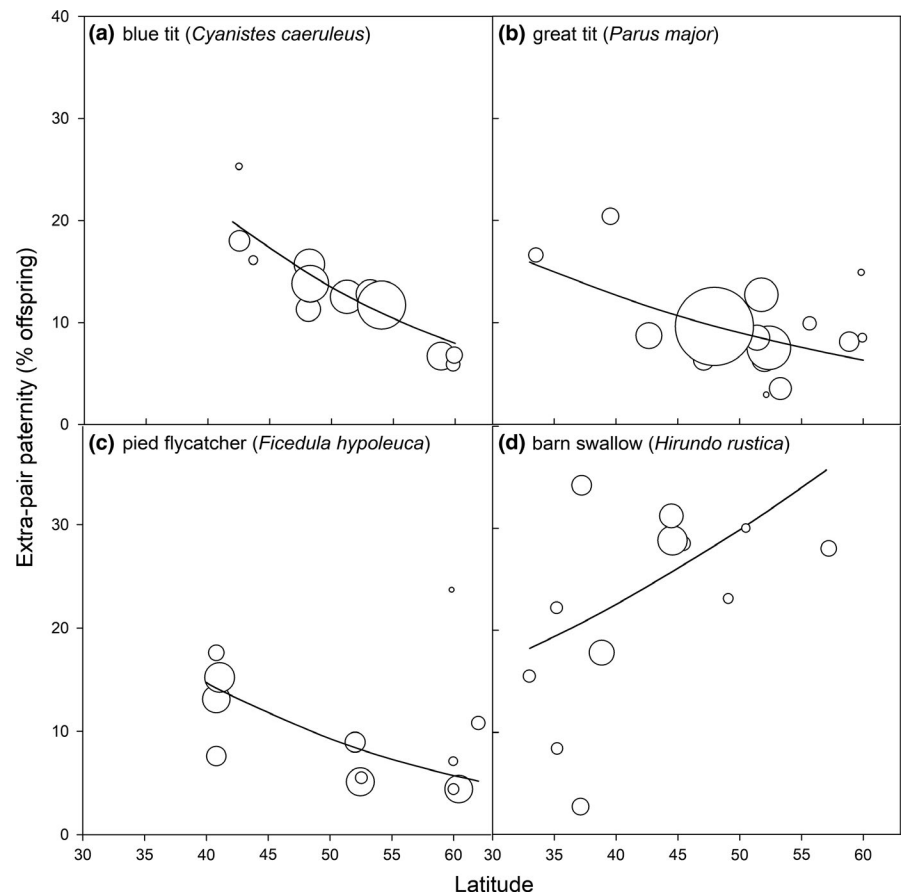 40
30
20
10
0
(a) blue tit (Cyanistes caeruleus)
(b) great tit (Parus major)
30
20
10
0
(c) pied flycatcher (Ficedula hypoleuca)
(d) barn swallow (Hirundo rustica)
30 35 40 45 50 55 60 30 35 40 45 50 55 60
Extra-pair paternity (% offspring)
Latitude